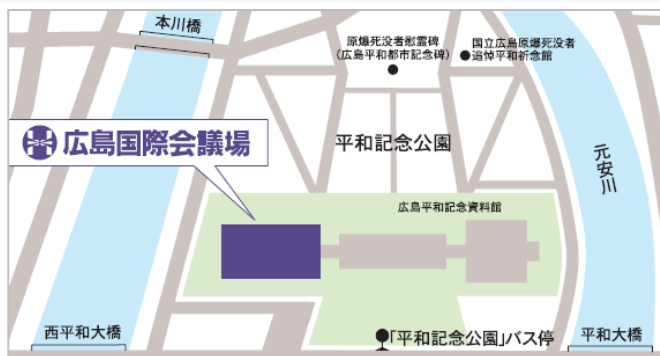 本川橋
原爆死没者慰霊碑
(広島平和都市記念碑)
国立広島原爆死没者
追悼平和祈念館
広島国際会議場
平和記念公園
元安川
広島平和記念資料館
西平和大橋
「平和記念公園」バス停
平和大橋